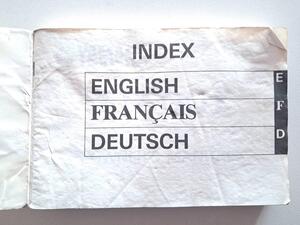 INDEX
ENGLISH E
FRANÇAIS F
DEUTSCH D